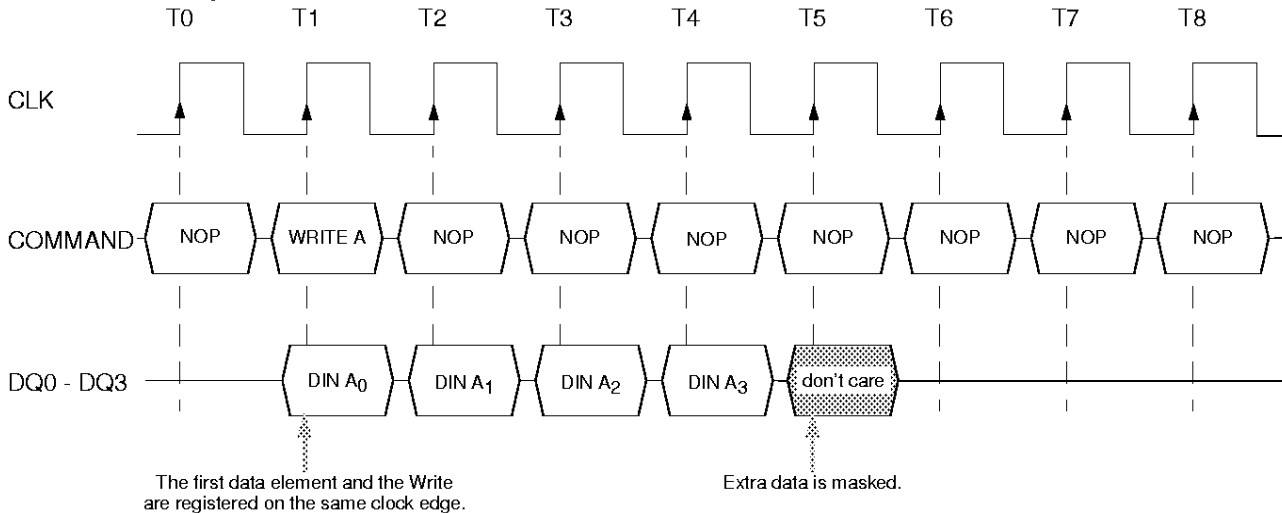 T0 T1 T2 T3 T4 T5 T6 T7 T8
CLK
COMMAND NOP WRITE A NOP NOP NOP NOP NOP NOP NOP
DQ0 - DQ3 DIN A0 DIN A1 DIN A2 DIN A3 don't care
The first data element and the Write
are registered on the same clock edge.
Extra data is masked.